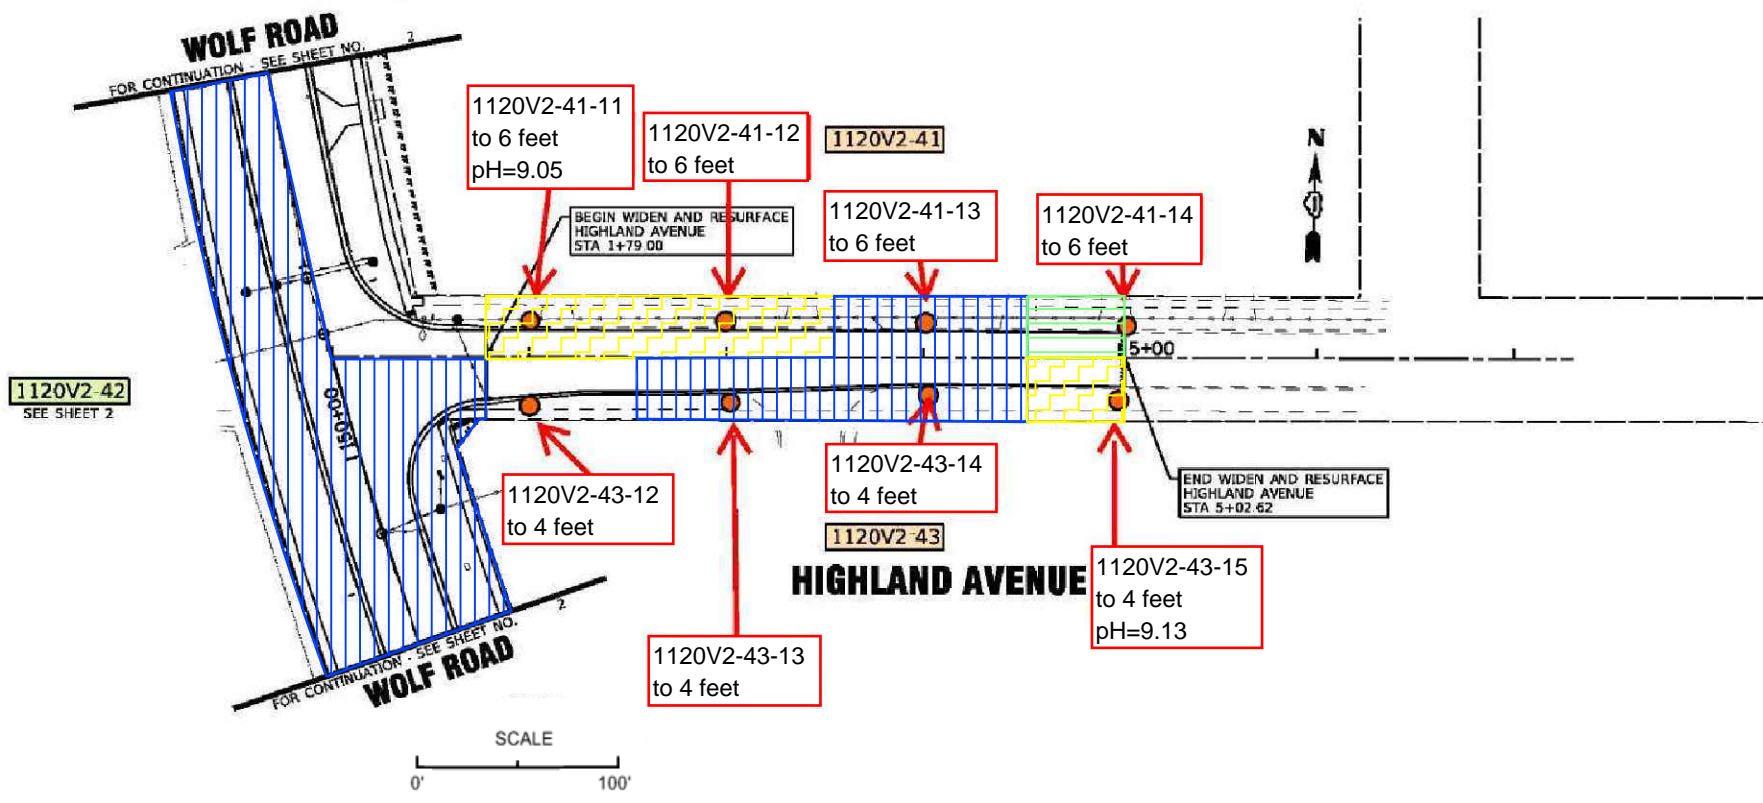 WOLF ROAD
FOR CONTINUATION - SEE SHEET NO. 2
1120V2-41-11
to 6 feet
pH=9.05
1120V2-41-12
to 6 feet
1120V2-41
1120V2-41-13
to 6 feet
1120V2-41-14
to 6 feet
N
BEGIN WIDEN AND RESURFACE
HIGHLAND AVENUE
STA 1+79.00
5+00
1120V2-42
SEE SHEET 2
1120V2-43-12
to 4 feet
1120V2-43-14
to 4 feet
END WIDEN AND RESURFACE
HIGHLAND AVENUE
STA 5+02.62
1120V2-43
HIGHLAND AVENUE
1120V2-43-15
to 4 feet
pH=9.13
1120V2-43-13
to 4 feet
FOR CONTINUATION - SEE SHEET NO. 2
WOLF ROAD
SCALE
0' 100'